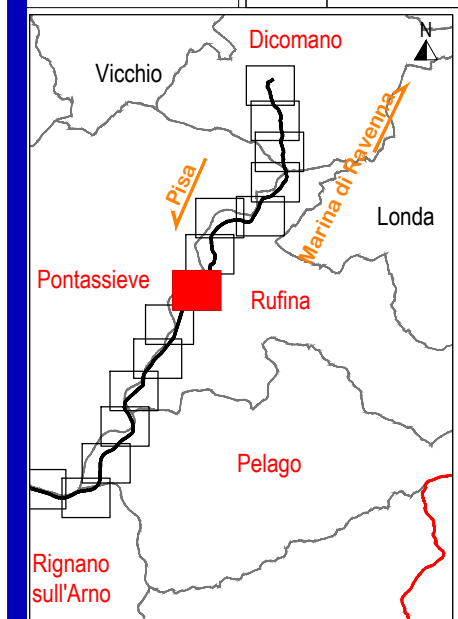 Dicomano
N
Vicchio
Pisa
Marina di Ravenna
Londa
Pontassieve
Rufina
Pelago
Rignano
sull'Arno